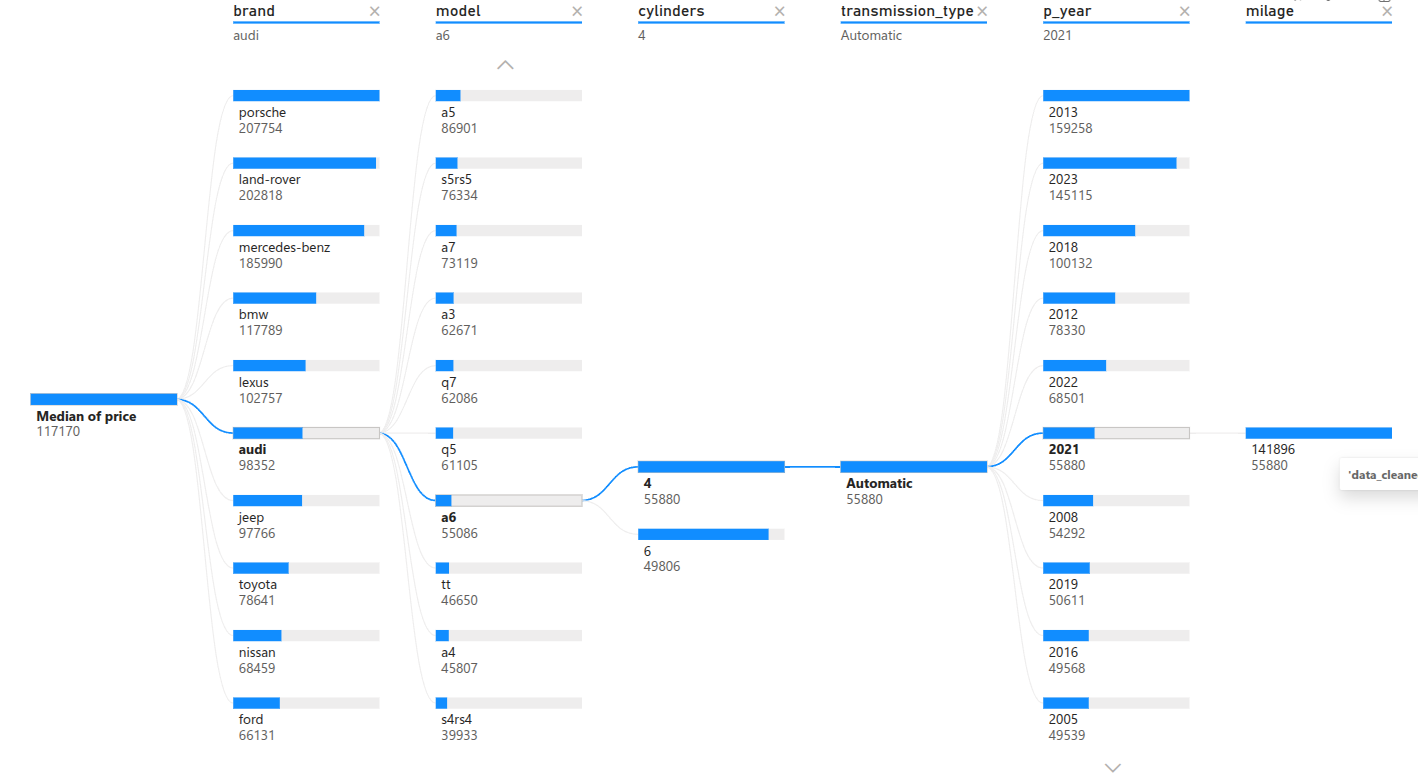 brand
model
cylinders
transmission_type
p_year
milage
audi
a6
4
Automatic
2021
Median of price
117170
porsche
207754
land-rover
202818
mercedes-benz
185990
bmw
117789
lexus
102757
audi
98352
jeep
97766
toyota
78641
nissan
68459
ford
66131
a5
86901
s5rs5
76334
a7
73119
a3
62671
q7
62086
q5
61105
a6
55086
tt
46650
a4
45807
s4rs4
39933
4
55880
6
49806
Automatic
55880
2013
159258
2023
145115
2018
100132
2012
78330
2022
68501
2021
55880
2008
54292
2019
50611
2016
49568
2005
49539
141896
55880
'data_cleane